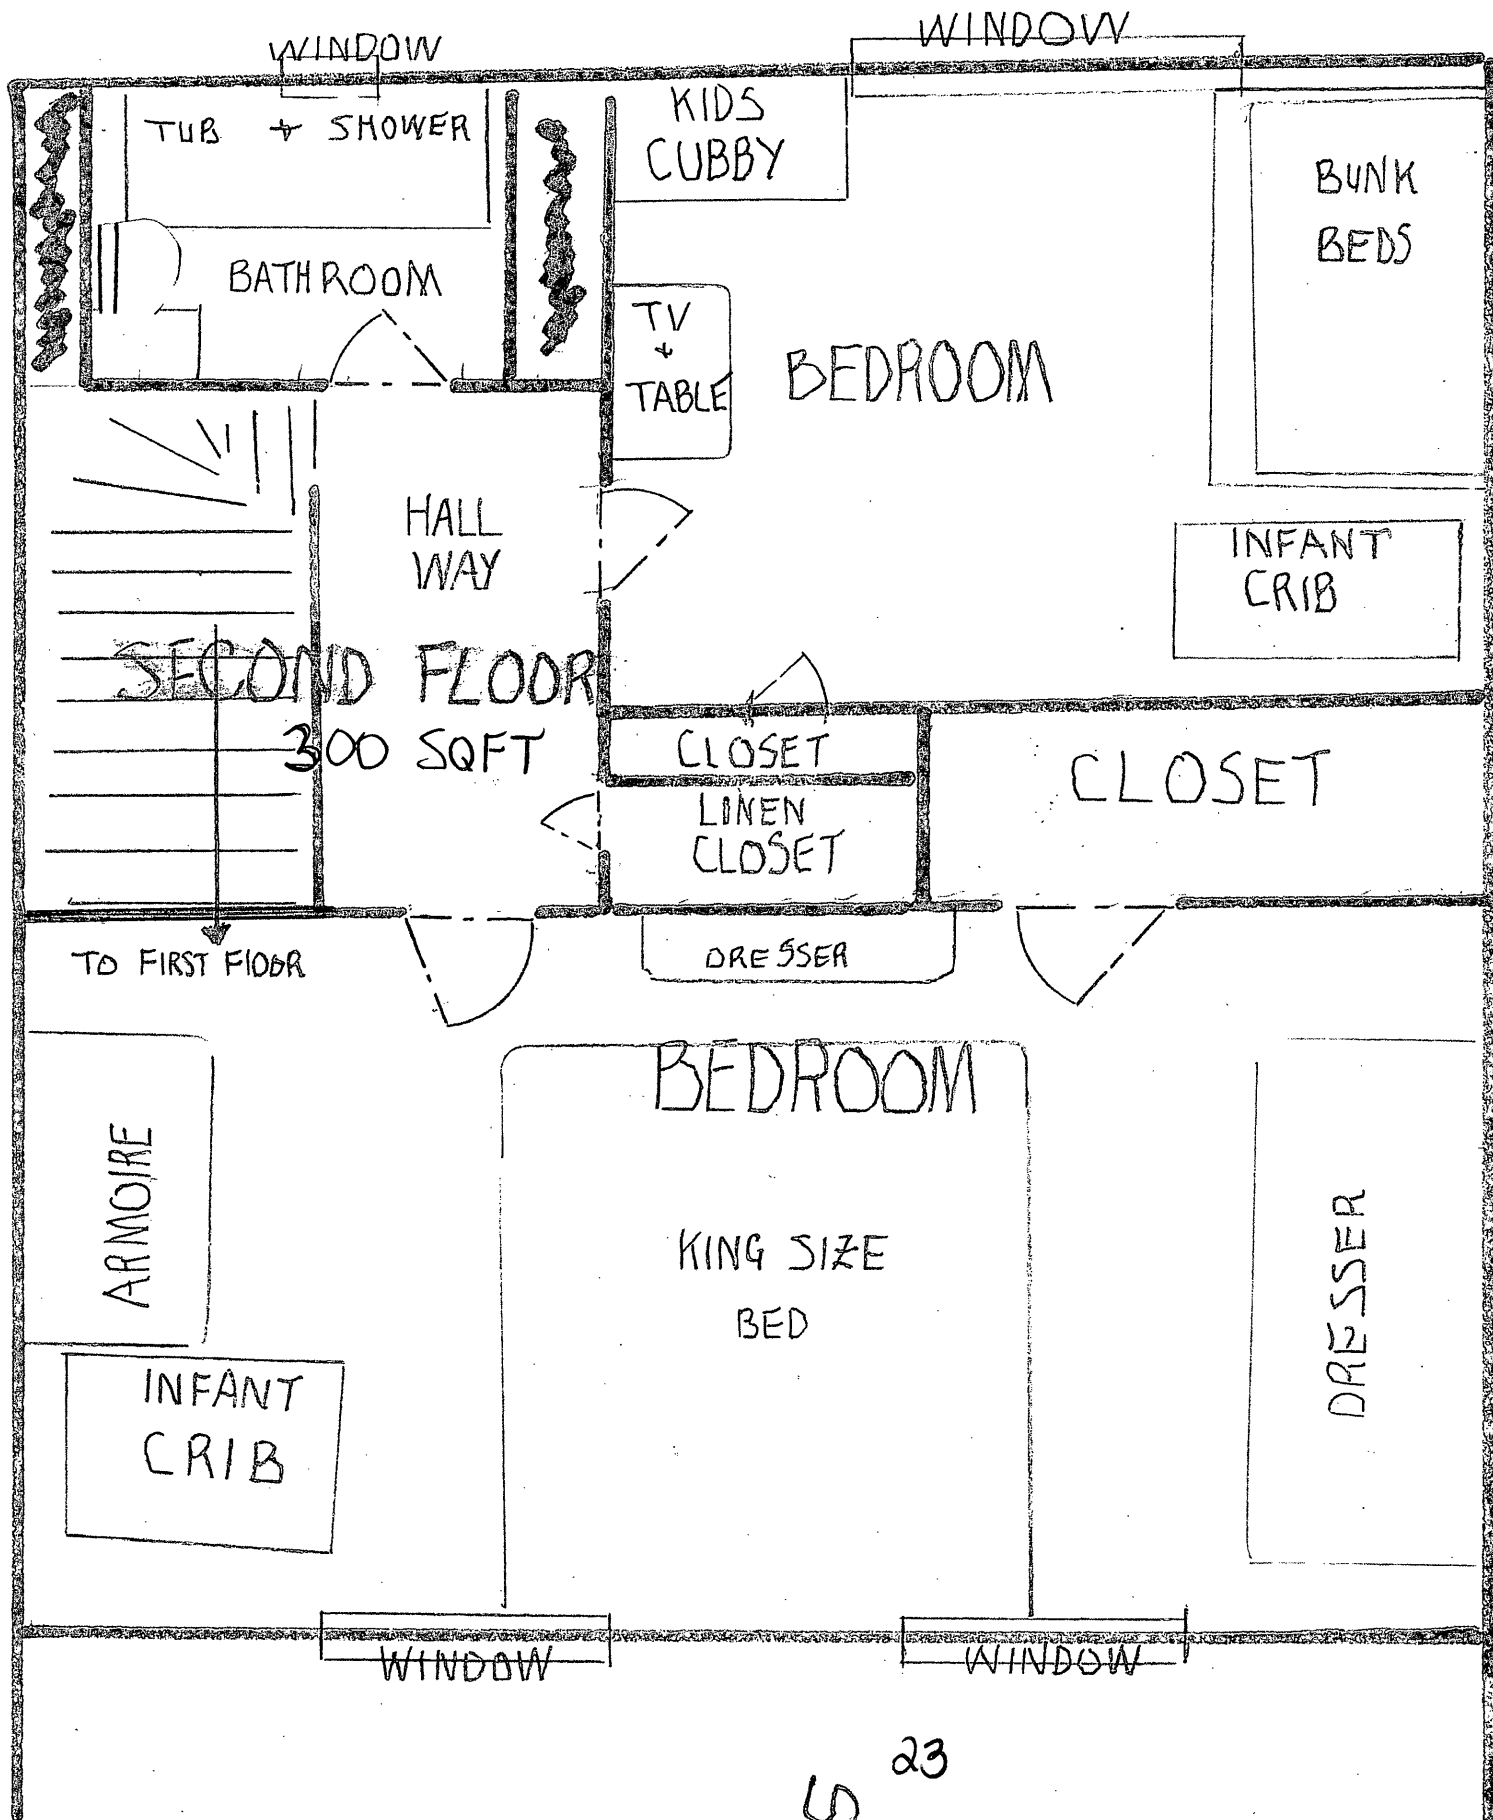 WINDOW
WINDOW
TUB + SHOWER
KIDS
CUBBY
BUNK
BEDS
BATHROOM
TV
+
TABLE
BEDROOM
HALL
WAY
INFANT
CRIB
SECOND FLOOR
300 SQFT
CLOSET
LINEN
CLOSET
CLOSET
TO FIRST FLOOR
DRESSER
BEDROOM
ARMOIRE
KING SIZE
BED
DRESSER
INFANT
CRIB
WINDOW
WINDOW
23